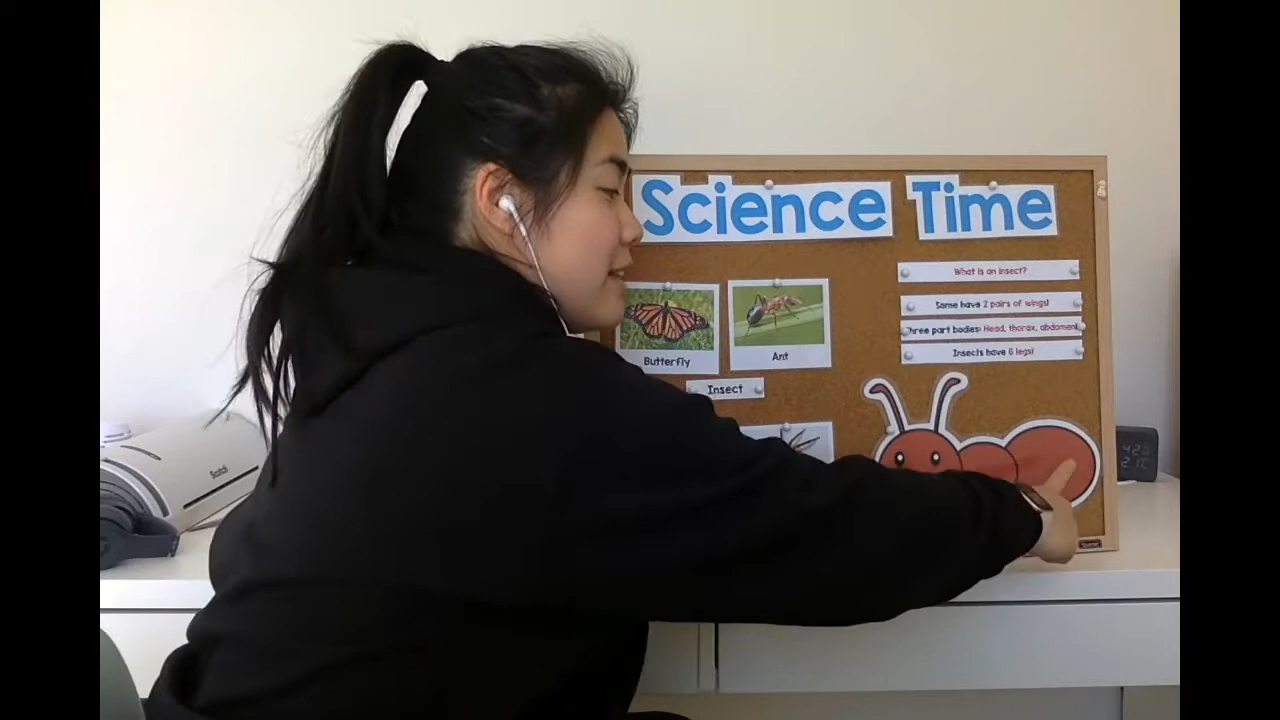 Science Time
What is an insect?
Some have 2 pairs of wings!
Three part bodies: Head, thorax, abdomen!
Insects have 6 legs!
Butterfly
Ant
Insect
Scotch